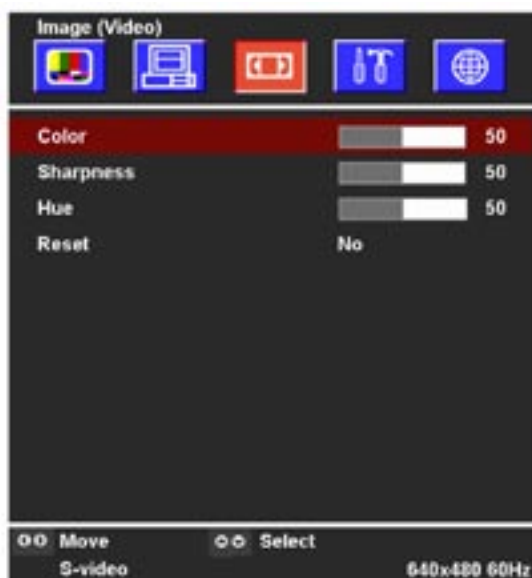 Image (Video)
Color 50
Sharpness 50
Hue 50
Reset No
Move Select
S-video 640x480 60Hz